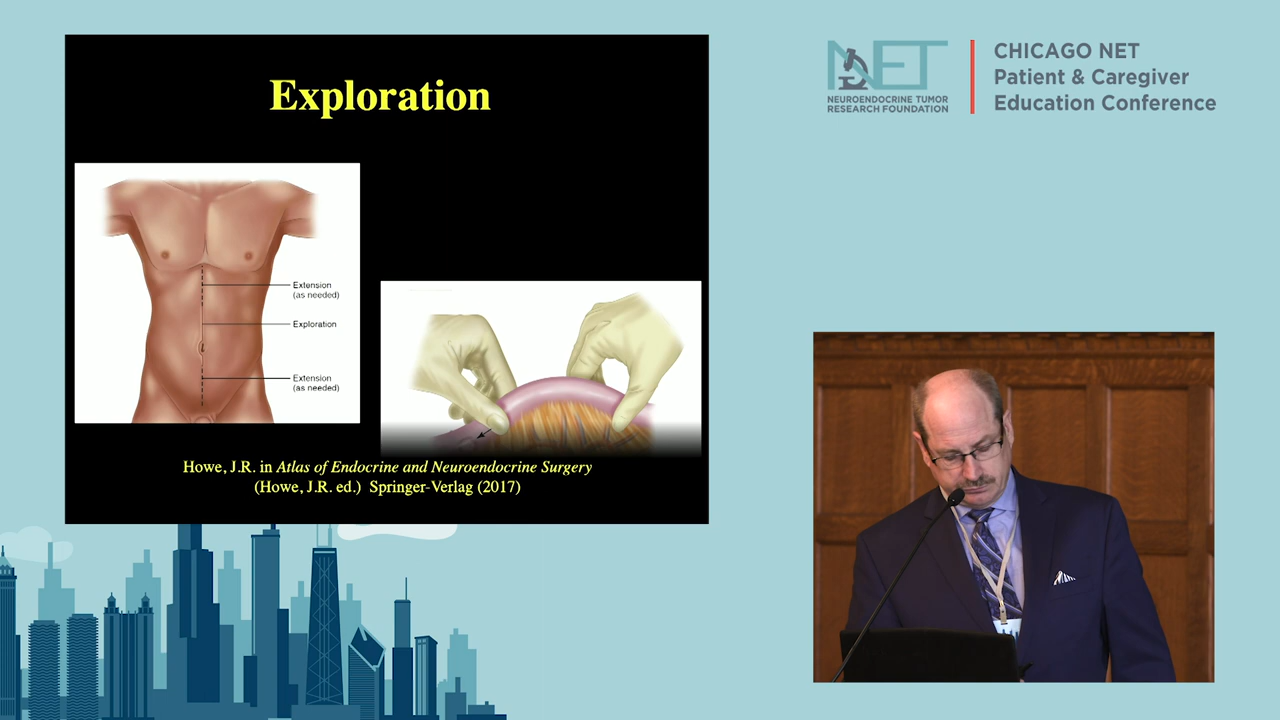 Exploration
Extension
(as needed)
Exploration
Extension
(as needed)
Howe, J.R. in Atlas of Endocrine and Neuroendocrine Surgery
(Howe, J.R. ed.) Springer-Verlag (2017)
NET
NEUROENDOCRINE TUMOR
RESEARCH FOUNDATION
CHICAGO NET
Patient & Caregiver
Education Conference